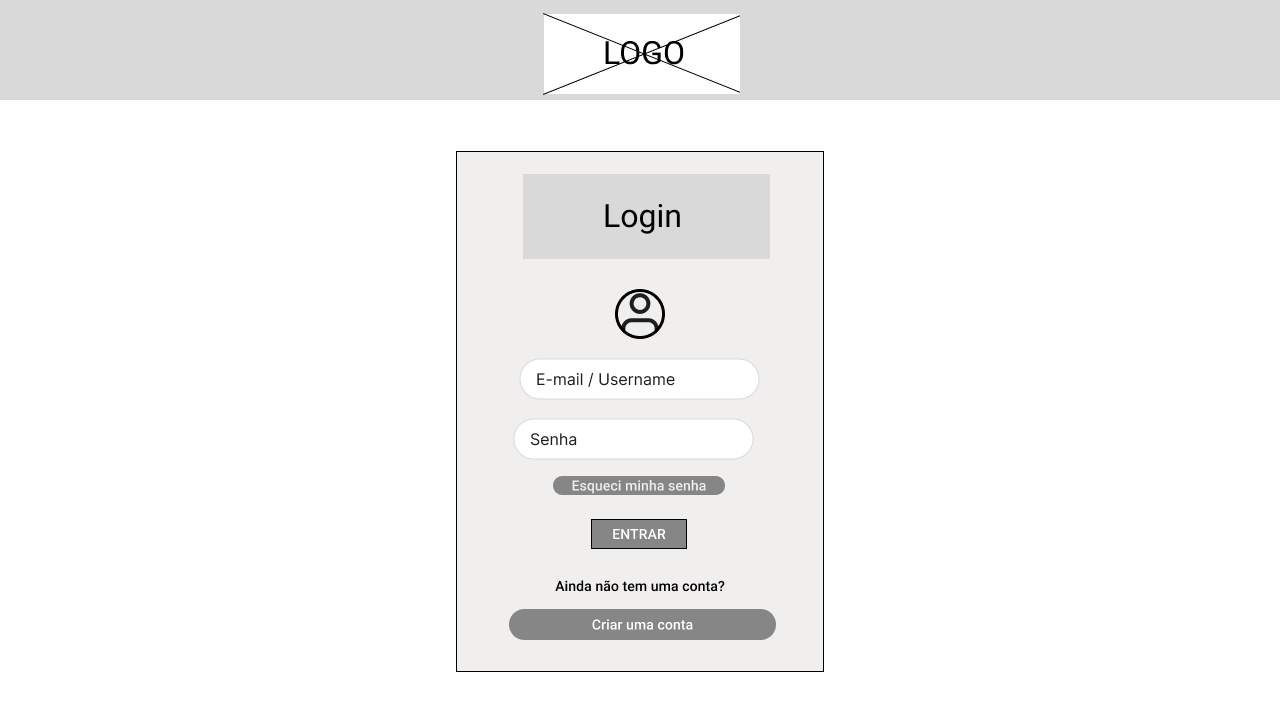 LOGO
Login
E-mail / Username
Senha
Esqueci minha senha
ENTRAR
Ainda não tem uma conta?
Criar uma conta